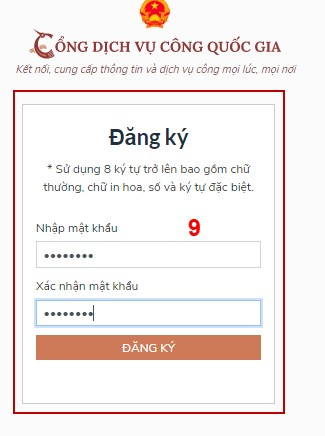 CỔNG DỊCH VỤ CÔNG QUỐC GIA
Kết nối, cung cấp thông tin và dịch vụ công mọi lúc, mọi nơi
Đăng ký
* Sử dụng 8 ký tự trở lên bao gồm chữ
thường, chữ in hoa, số và ký tự đặc biệt.
Nhập mật khẩu
9
Xác nhận mật khẩu
ĐĂNG KÝ